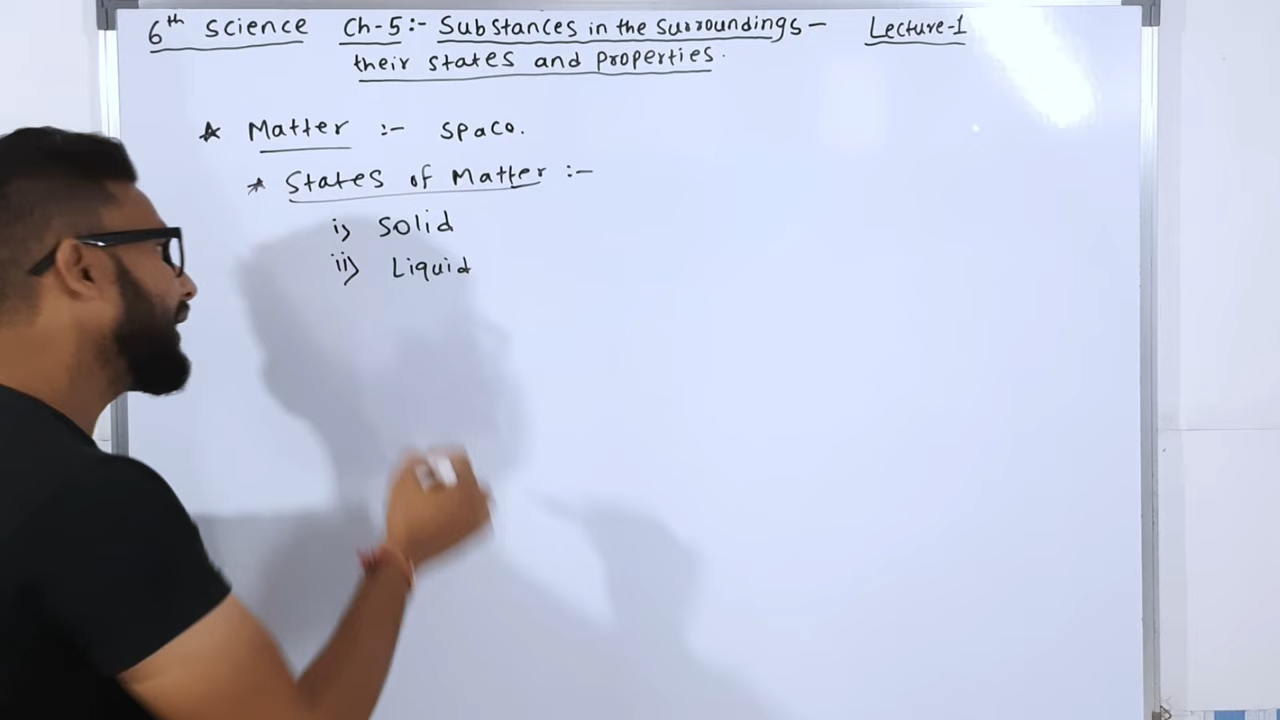 6th Science Ch-5:- Substances in the Surroundings - Lecture-1
their states and properties.
* Matter :- space.
* States of Matter :-
i) Solid
ii) Liquid